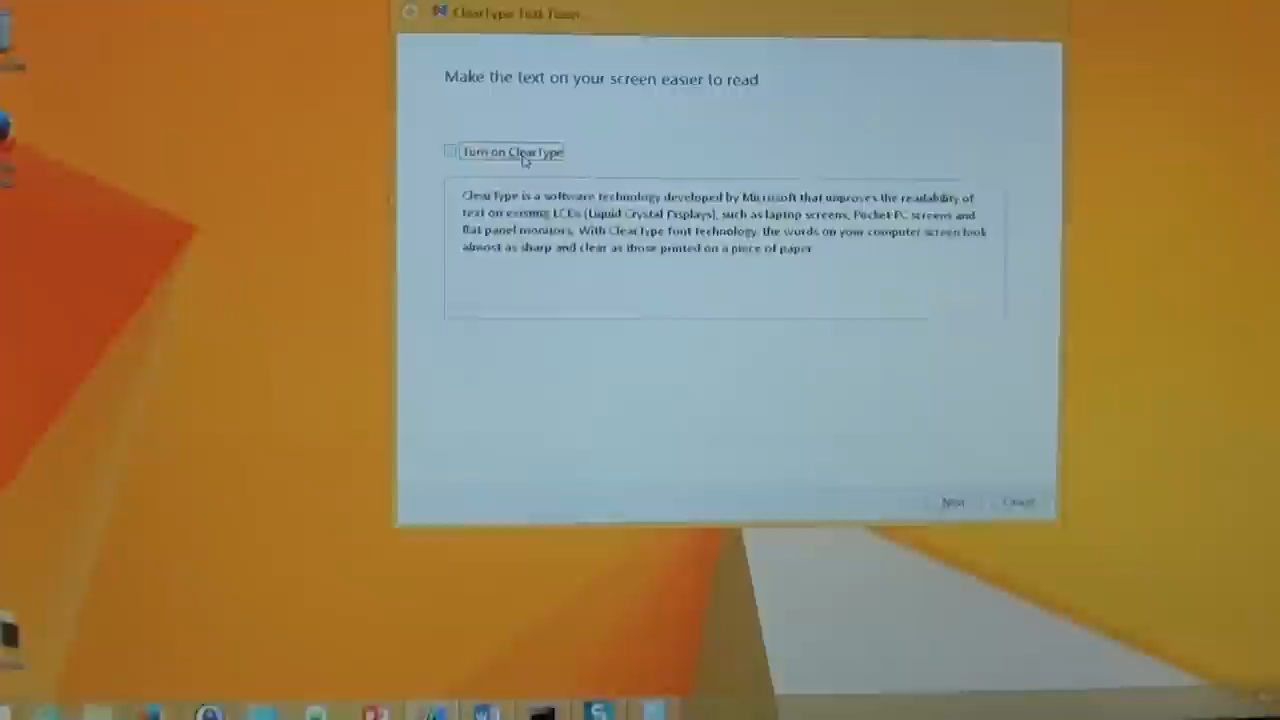 ClearType Text Tuner
Make the text on your screen easier to read
Turn on ClearType
ClearType is a software technology developed by Microsoft that improves the readability of
text on existing LCDs (Liquid Crystal Displays), such as laptop screens, Pocket PC screens and
flat panel monitors. With ClearType font technology, the words on your computer screen look
almost as sharp and clear as those printed on a piece of paper
Next
Cancel